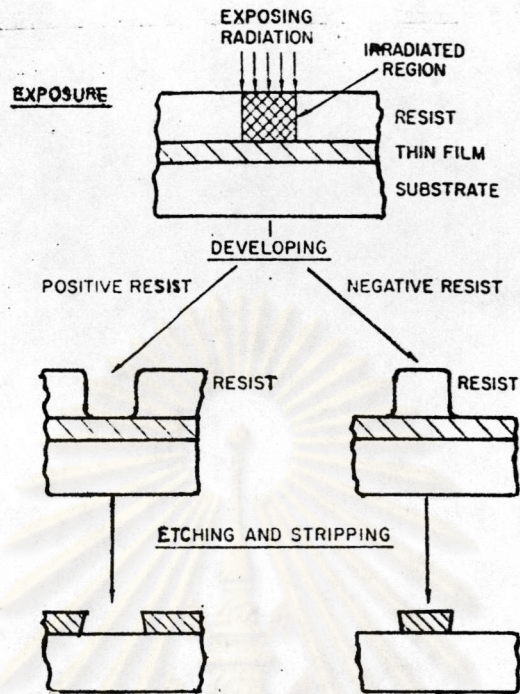 EXPOSING
RADIATION
IRRADIATED
REGION
EXPOSURE
RESIST
THIN FILM
SUBSTRATE
DEVELOPING
POSITIVE RESIST
NEGATIVE RESIST
RESIST
RESIST
ETCHING AND STRIPPING